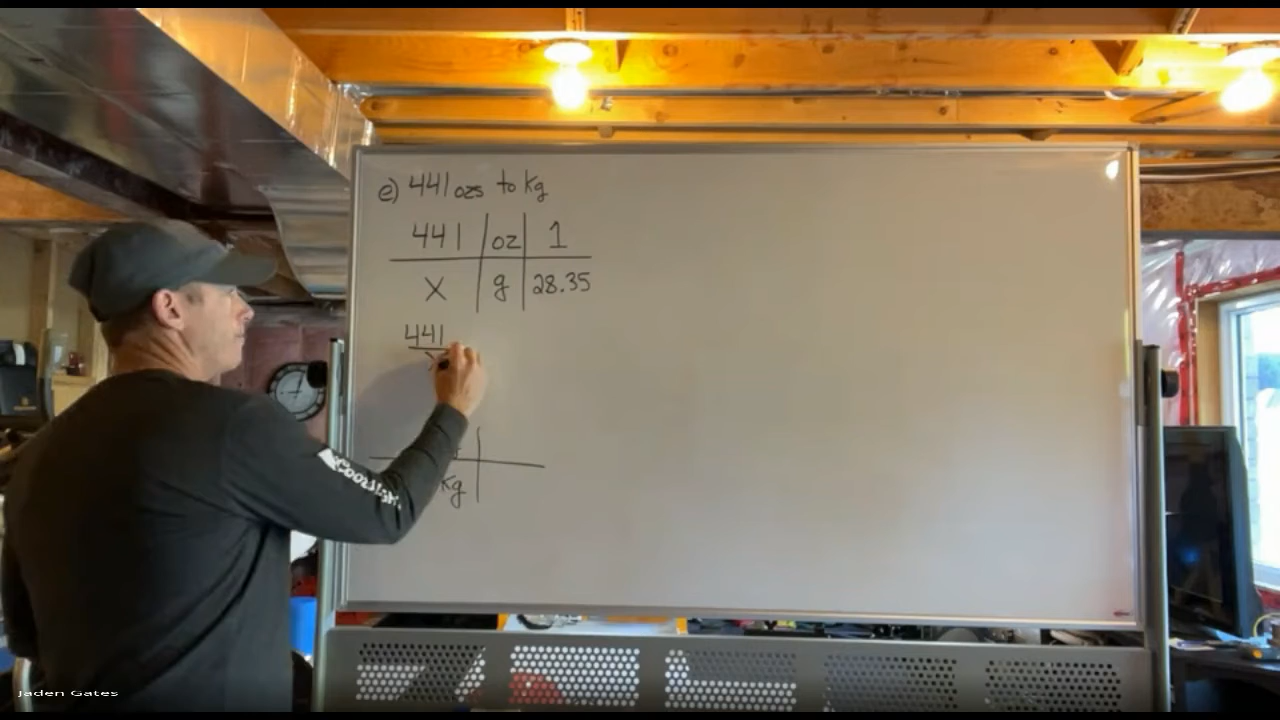 e) 441 ozs to kg
441 oz 1
x g 28.35
441
kg
Jaden Gates